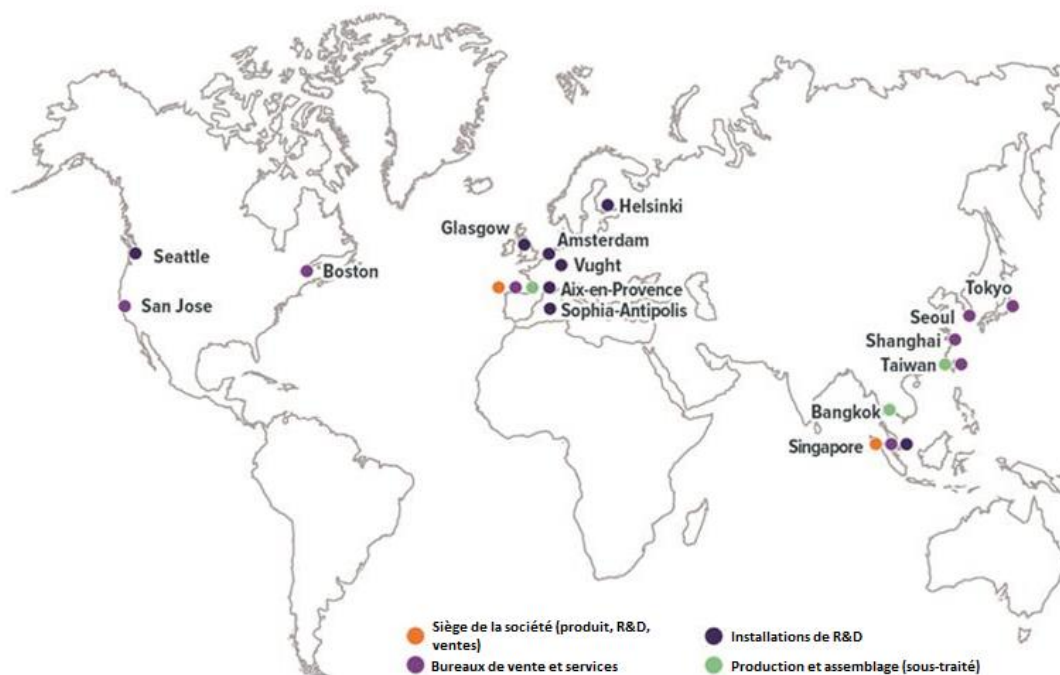 Helsinki
Glasgow
Amsterdam
Seattle
Vught
Boston
Aix-en-Provence
San Jose
Sophia-Antipolis
Tokyo
Seoul
Shanghai
Taiwan
Bangkok
Singapore
Siège de la société (produit, R&D,
ventes)
Installations de R&D
Bureaux de vente et services
Production et assemblage (sous-traité)